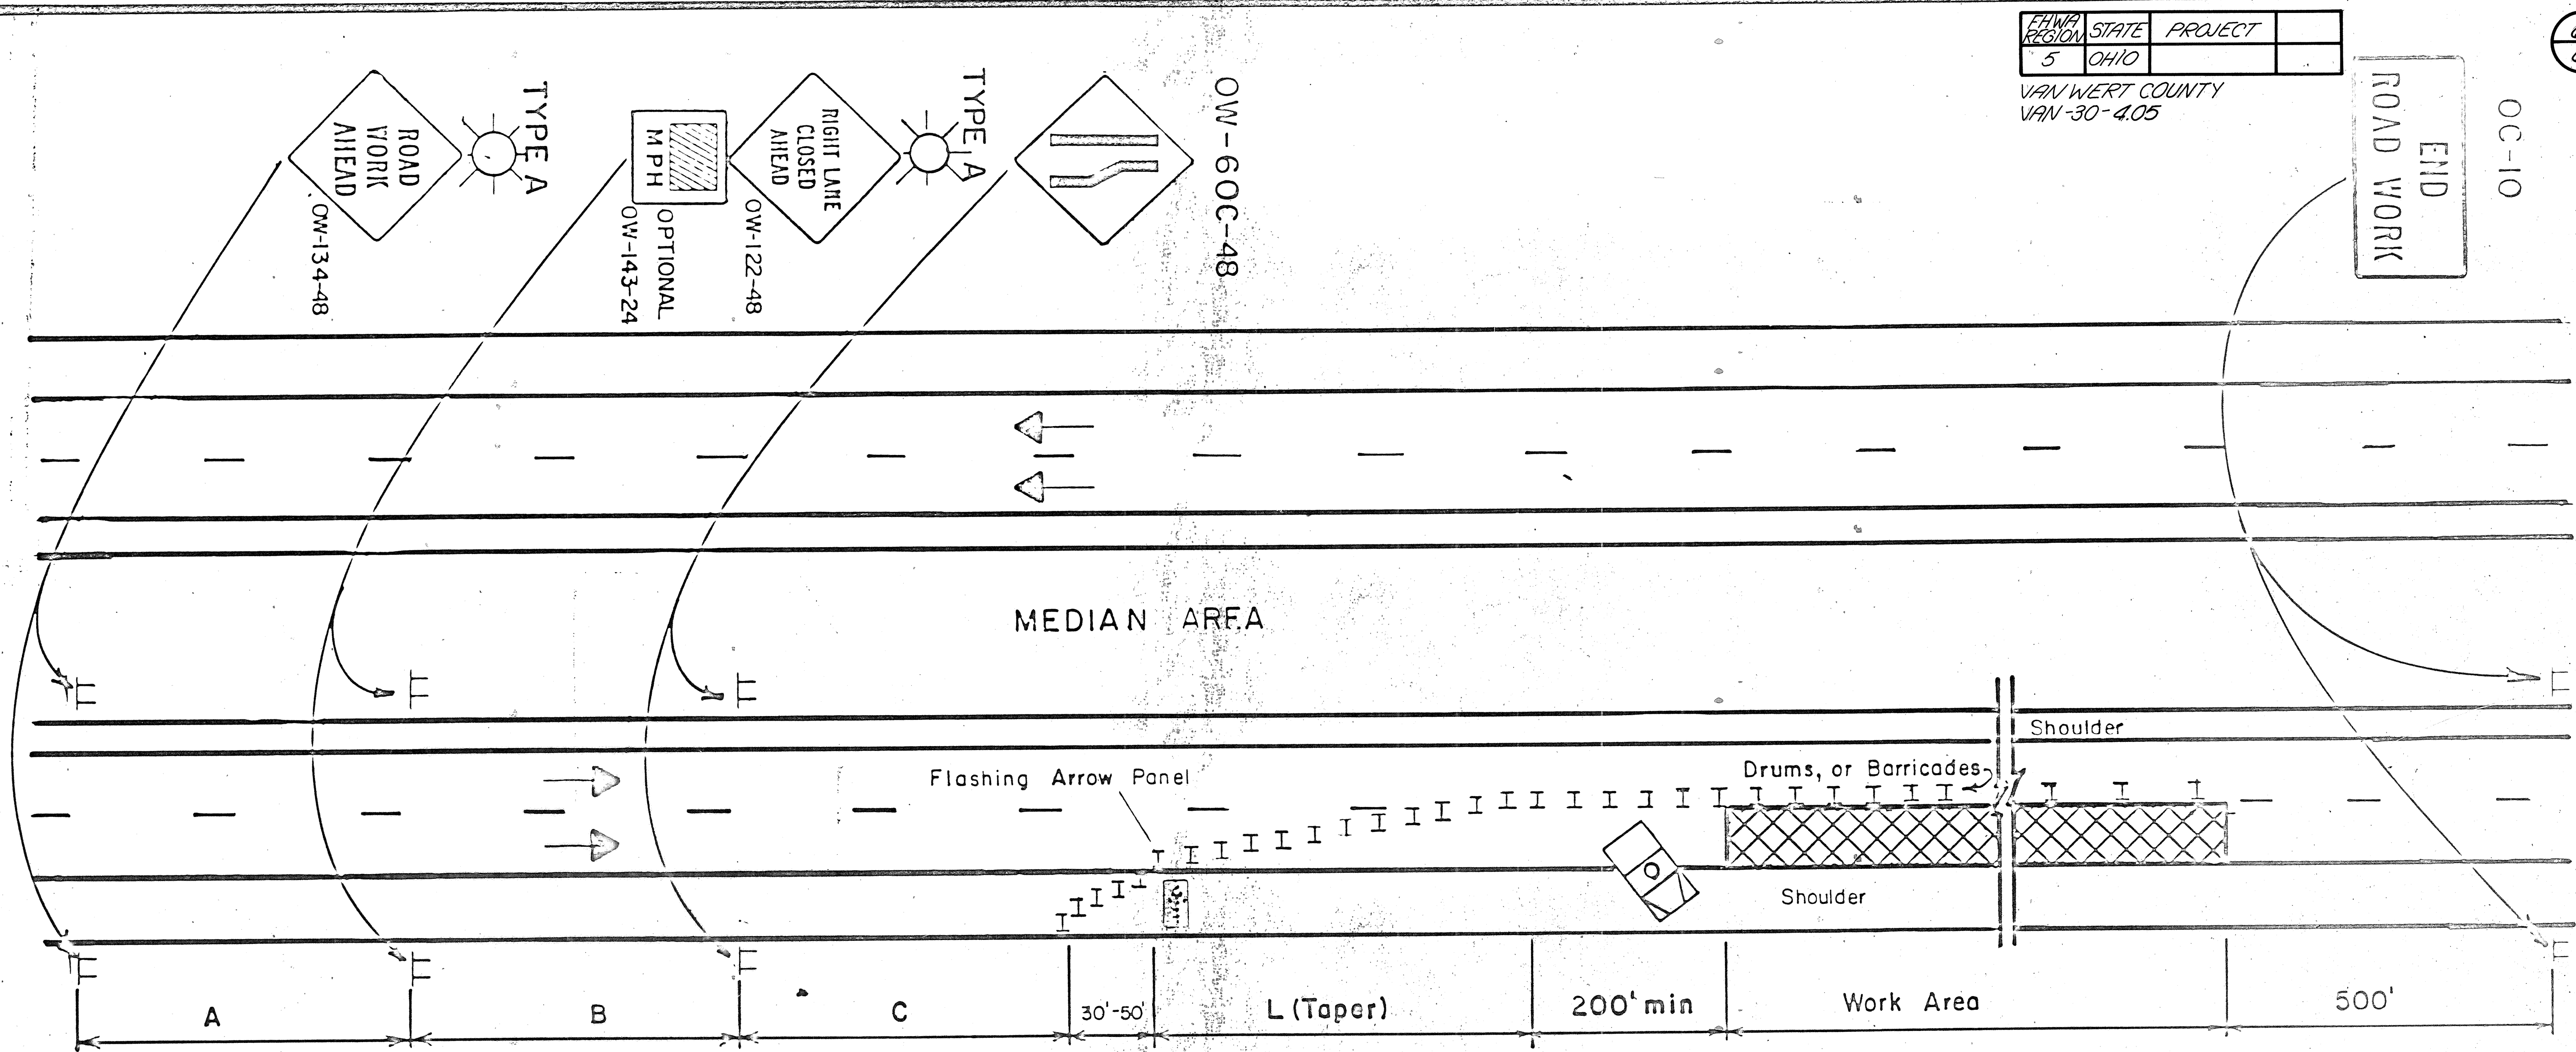 FHWA REGION STATE PROJECT
5 OHIO
VAN WERT COUNTY
VAN-30-4.05
ROAD
WORK
AHEAD
TYPE A
OW-134-48
MPH
OPTIONAL
OW-143-24
RIGHT LANE
CLOSED
AHEAD
OW-122-48
TYPE A
OW-60C-48
END
ROAD WORK
OC-10
MEDIAN AREA
Shoulder
Flashing Arrow Panel
Drums, or Barricades
Shoulder
A
B
C
30'-50'
L (Taper)
200' min
Work Area
500'